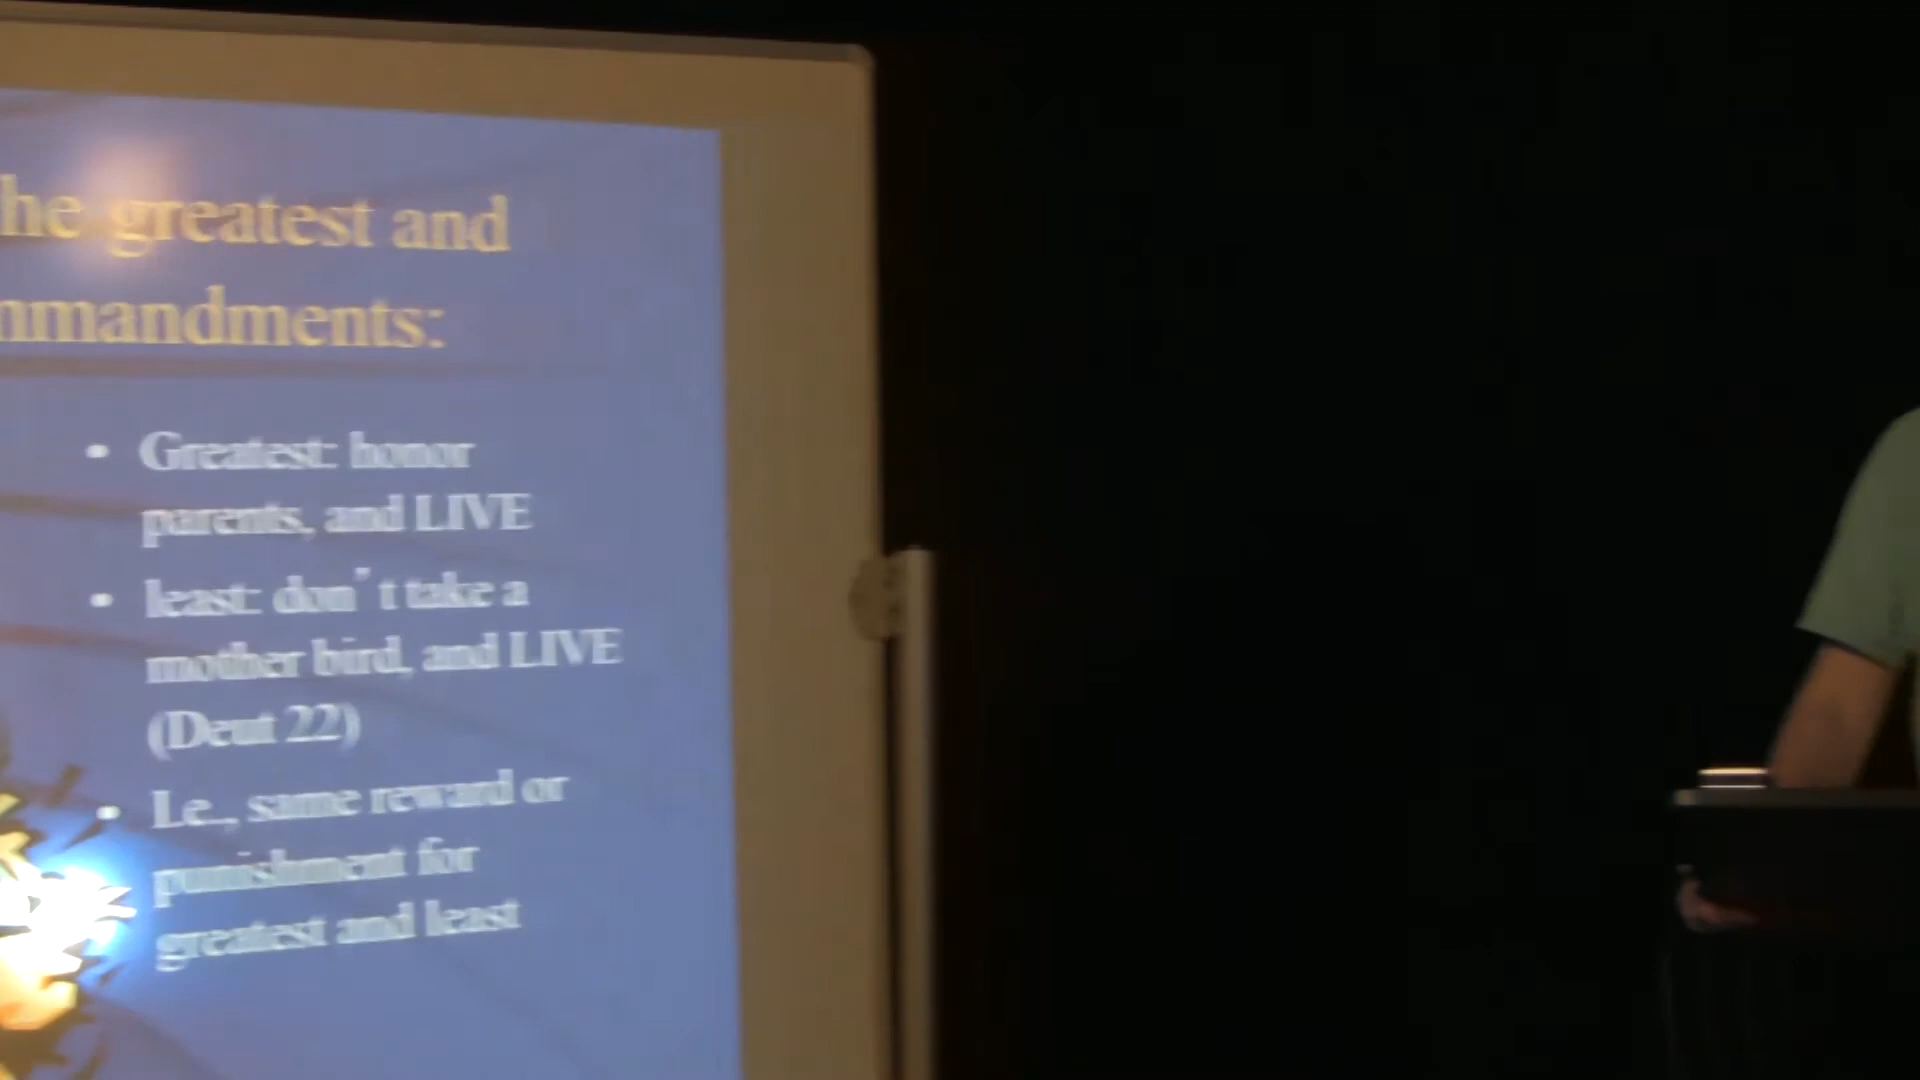 he greatest and
mmandments:
• Greatest: honor
parents, and LIVE
• least: don't take a
mother bird, and LIVE
(Deut 22)
• I.e., same reward or
punishment for
greatest and least